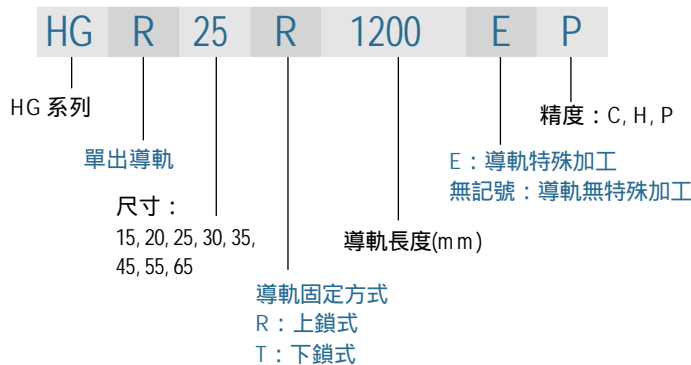 HG R 25 R 1200 E P
HG 系列
精度：C, H, P
單出導軌
E：導軌特殊加工
無記號：導軌無特殊加工
尺寸：
15, 20, 25, 30, 35,
45, 55, 65
導軌長度(mm)
導軌固定方式
R：上鎖式
T：下鎖式